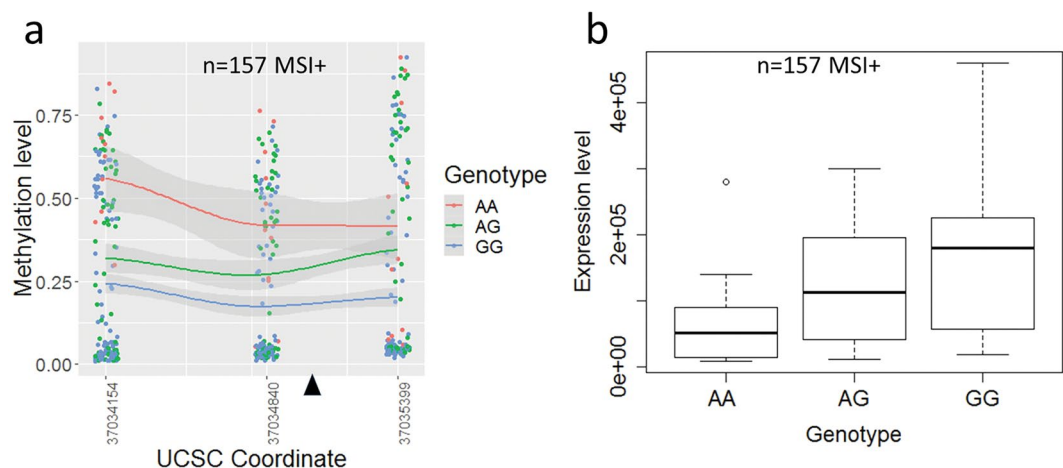 a
n=157 MSI+
Methylation level
0.75
0.50
0.25
0.00
37034154
37034840
37035399
UCSC Coordinate
Genotype
AA
AG
GG
b
n=157 MSI+
Expression level
4e+05
2e+05
0e+00
AA
AG
GG
Genotype